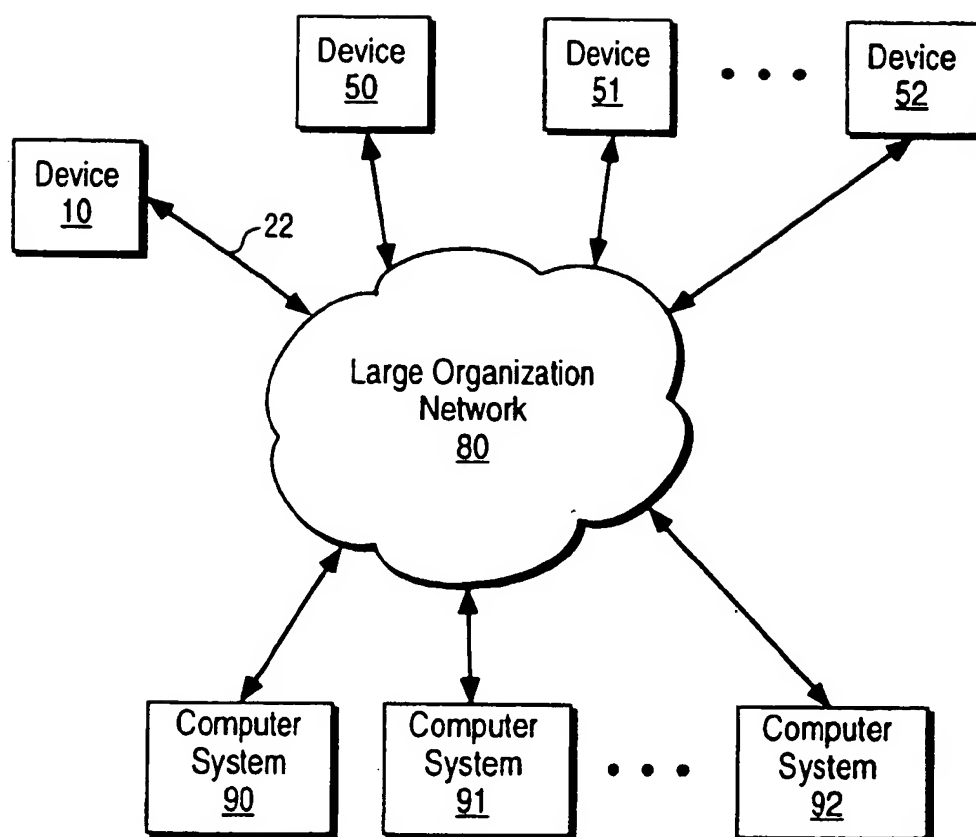 Device
50
Device
51
Device
52
Device
10
22
Large Organization
Network
80
Computer
System
90
Computer
System
91
Computer
System
92